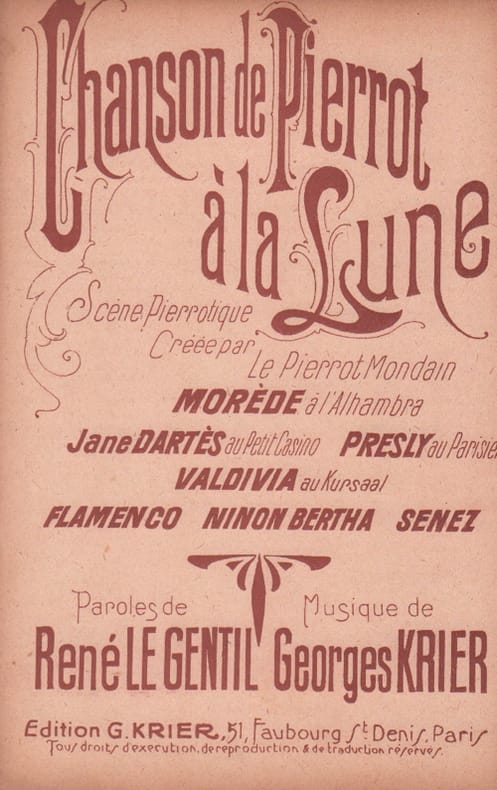 Chanson de Pierrot
à la Lune
Scène Pierrotique
Créée par
Le Pierrot Mondain
MORÈDE à l'Alhambra
Jane DARTÈS au Petit Casino PRESLY au Parisien
VALDIVIA au Kursaal
FLAMENCO NINON BERTHA SENEZ
Paroles de Musique de
René LE GENTIL Georges KRIER
Edition G. KRIER, 51, Faubourg St Denis, Paris
Tous droits d'execution, de reproduction & de traduction réservés.